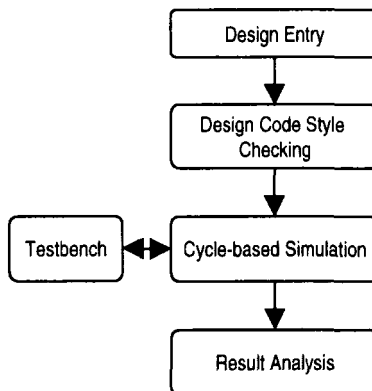 Design Entry
Design Code Style
Checking
Testbench
Cycle-based Simulation
Result Analysis